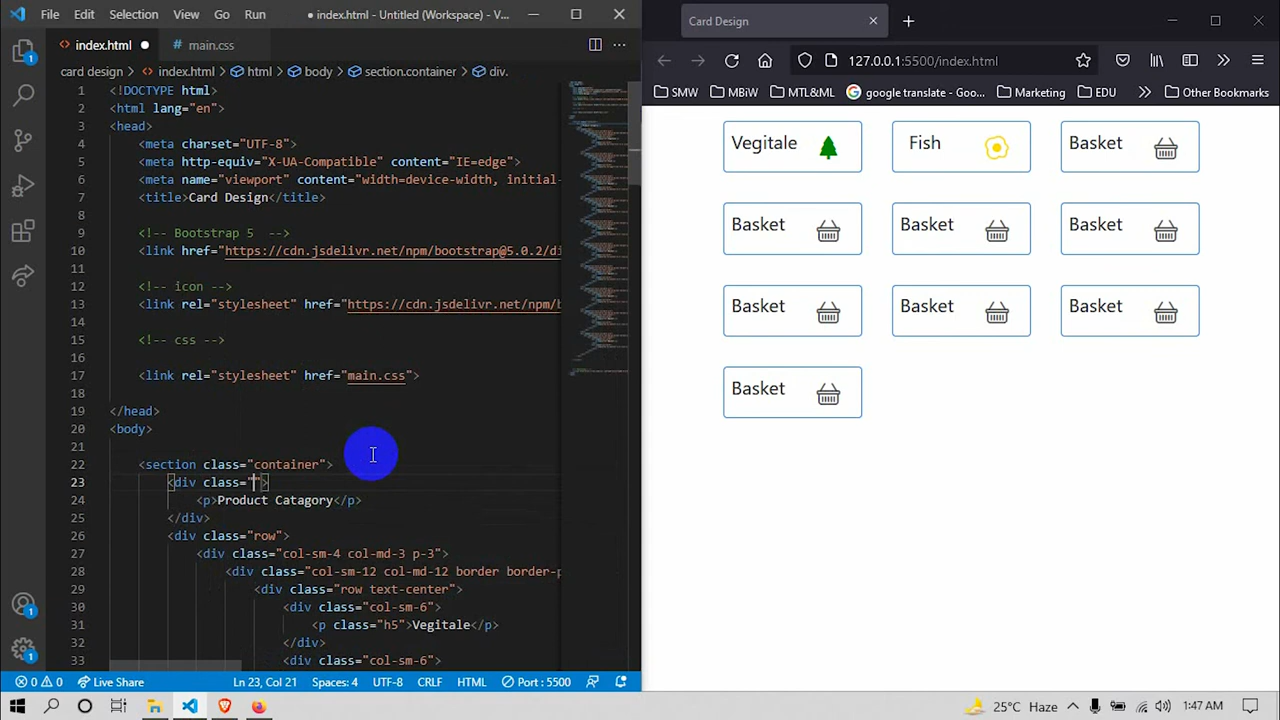 File Edit Selection View Go Run ● index.html - Untitled (Workspace) - V...
index.html ● main.css
card design > index.html > html > body > section.container > div.
1 <!DOCTYPE html>
2 <html lang="en">
3 <head>
4 <meta charset="UTF-8">
5 <meta http-equiv="X-UA-Compatible" content="IE=edge">
6 <meta name="viewport" content="width=device-width, initial-
7 <title>Card Design</title>
8
9 <!-- Bootstrap 5 -->
10 <link href="https://cdn.jsdelivr.net/npm/bootstrap@5.0.2/di
11
12 <!-- icon -->
13 <link rel="stylesheet" href="https://cdn.jsdelivr.net/npm/b
14
15 <!-- css -->
16
17 <link rel="stylesheet" href="main.css">
18
19 </head>
20 <body>
21
22 <section class="container">
23 <div class="">
24 <p>Product Catagory</p>
25 </div>
26 <div class="row">
27 <div class="col-sm-4 col-md-3 p-3">
28 <div class="col-sm-12 col-md-12 border border-p
29 <div class="row text-center">
30 <div class="col-sm-6">
31 <p class="h5">Vegitale</p>
32 </div>
33 <div class="col-sm-6">
0 0 Live Share Ln 23, Col 21 Spaces: 4 UTF-8 CRLF HTML Port : 5500
Card Design
127.0.0.1:5500/index.html
SMW MBiW MTL&ML google transate - Goo... EDU Other Bookmarks
Vegitale Fish Basket
Basket Basket Basket
Basket Basket Basket
Basket
25°C Haze 1:47 AM